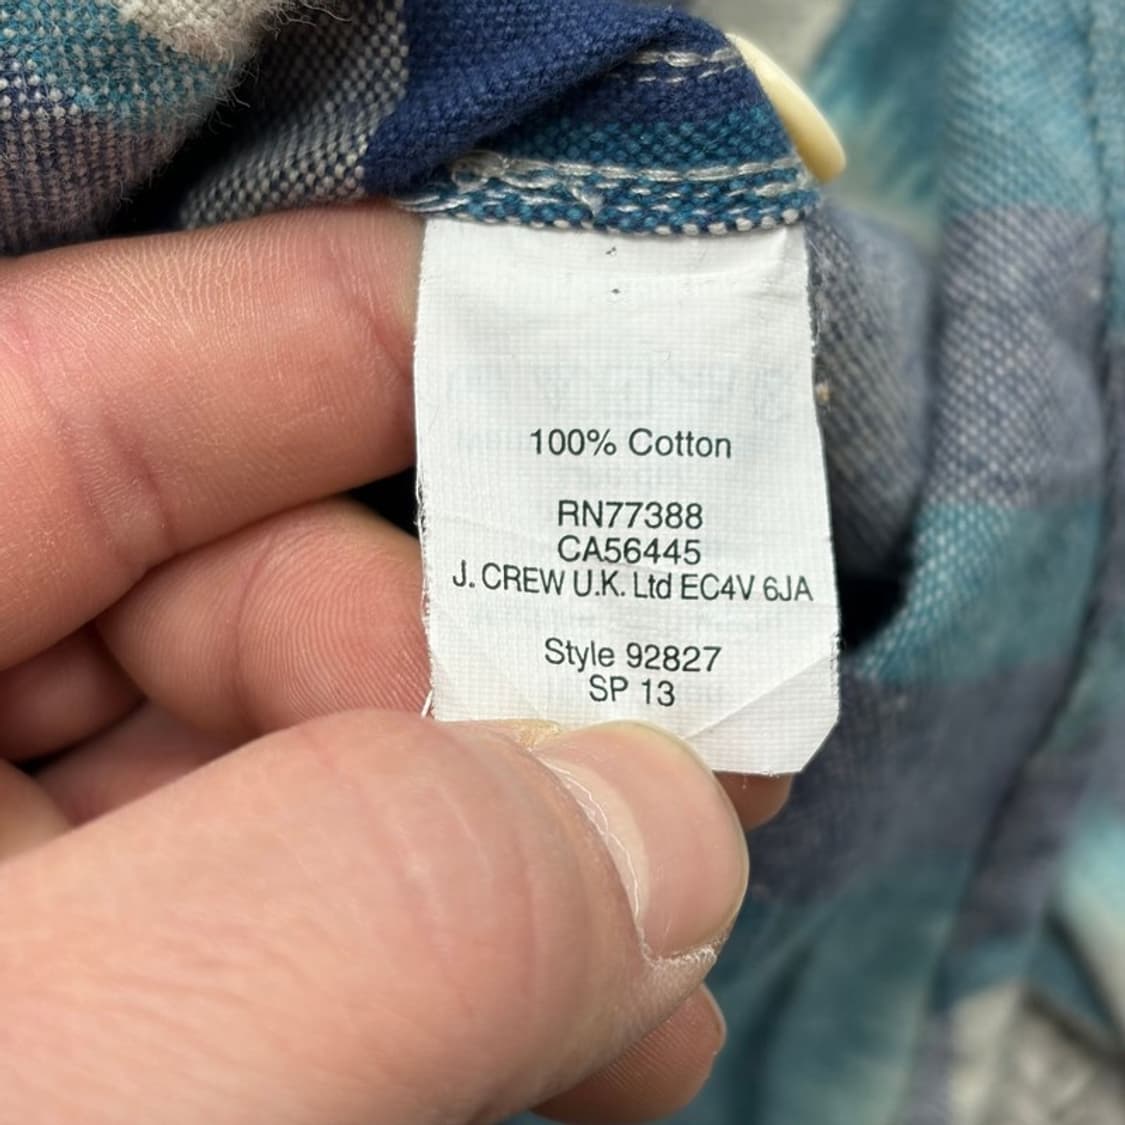 100% Cotton
RN77388
CA56445
J. CREW U.K. Ltd EC4V 6JA
Style 92827
SP 13